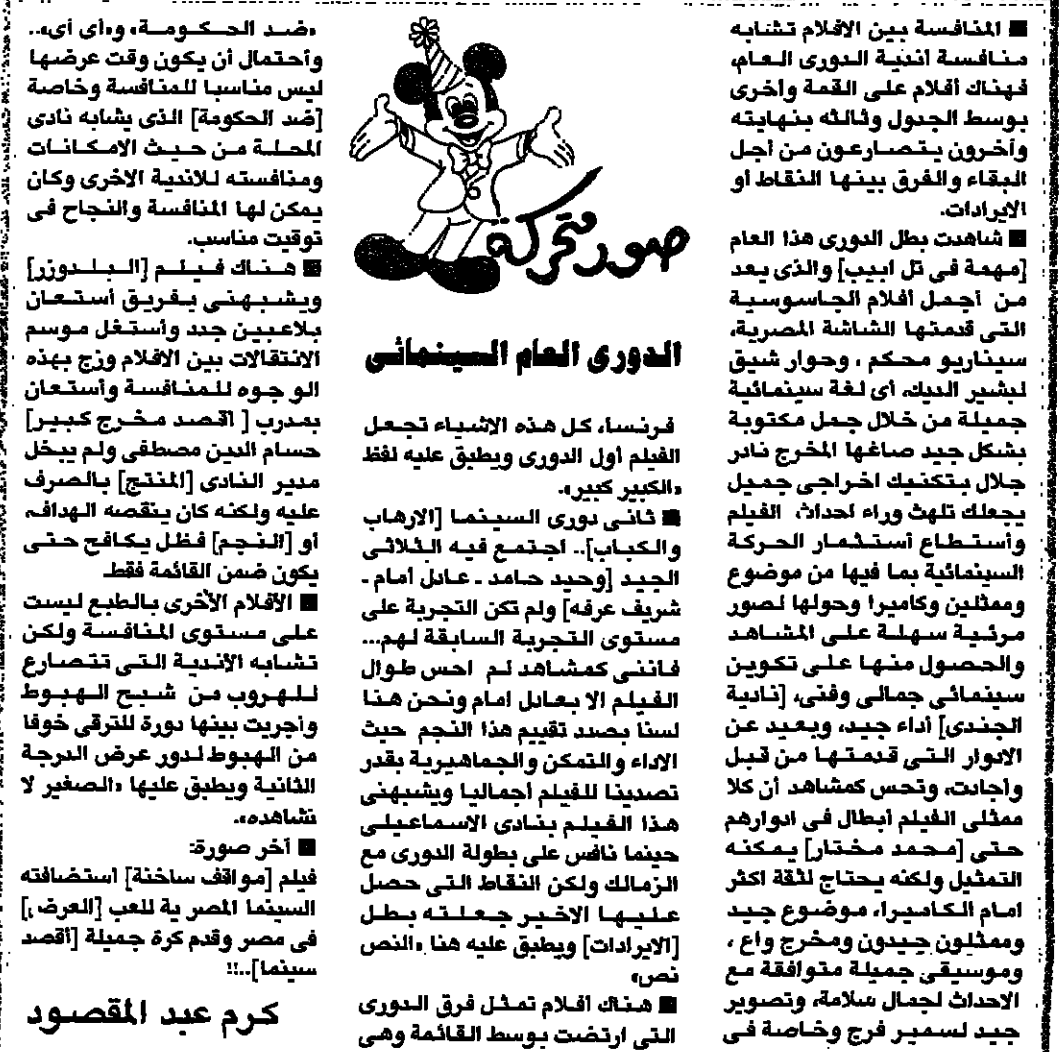 ■ المنافسة بين الافلام تشابه
منافسة أندية الدورى العام،
فهناك أقلام على القمة وأخرى
بوسط الجدول وثالثه بنهايته
وأخرون يتصارعون من أجل
البقاء والفرق بينها النقاط أو
الايرادات.
■ شاهدت بطل الدورى هذا العام
[مهمة فى تل ابيب] والذى يعد
من أجمل أفلام الجاسوسية
التى قدمتها الشاشة المصرية،
سيناريو محكم ، وحوار شيق
لبشير الديك، أى لغة سينمائية
جميلة من خلال جمل مكتوبة
بشكل جيد صاغها المخرج نادر
جلال بتكنيك اخراجى جميل
يجعلك تلهث وراء احداث الفيلم
وأستطاع أستثمار الحركة
السينمائية بما فيها من موضوع
وممثلين وكاميرا وحولها لصور
مرئية سهلة على المشاهد
والحصول منها على تكوين
سينمائى جمالى وفنى، [نادية
الجندى] أداء جيد، وبعيد عن
الادوار التى قدمتها من قبل
وأجادت، وتحس كمشاهد أن كلا
ممثلى الفيلم أبطال فى ادوارهم
حتى [محمد مختار] يمكنه
التمثيل ولكنه يحتاج لثقة اكثر
امام الكاميرا، موضوع جيد
وممثلون جيدون ومخرج واع ،
وموسيقى جميلة متوافقة مع
الاحداث لجمال سلامة، وتصوير
جيد لسمير فرج وخاصة فى
صور متحركة
الدورى العام السينمائى
فرنسا، كل هذه الاشياء تجعل
الفيلم أول الدورى ويطبق عليه لفظ
«الكبير كبير».
■ ثانى دورى السينما [الارهاب
والكباب].. اجتمع فيه الثلاثى
الجيد [وحيد حامد ـ عادل أمام ـ
شريف عرفه] ولم تكن التجربة على
مستوى التجربة السابقة لهم...
فاننى كمشاهد لم احس طوال
الفيلم الا بعادل امام ونحن هنا
لسنا بصدد تقييم هذا النجم حيث
الاداء والتمكن والجماهيرية بقدر
تصدينا للفيلم أجماليا ويشبهنى
هذا الفيلم بنادى الاسماعيلى
حينما نافس على بطولة الدورى مع
الزمالك ولكن النقاط التى حصل
عليها الاخير جعلته بطل
[الايرادات] ويطبق عليه هنا «النص
نص»
■ هناك أفلام تمثل فرق الدورى
التى ارتضت بوسط القائمة وهى
«ضد الحكومة» و«أى أى»..
وأحتمال أن يكون وقت عرضها
ليس مناسبا للمنافسة وخاصة
[ضد الحكومة] الذى يشابه نادى
المحلة من حيث الامكانات
ومنافسته للاندية الاخرى وكان
يمكن لها المنافسة والنجاح فى
توقيت مناسب.
■ هناك فيلم [البلدوزر]
ويشبهنى بفريق أستعان
بلاعبين جدد وأستغل موسم
الانتقالات بين الافلام وزج بهذه
الوجوه للمنافسة وأستعان
بمدرب [ اقصد مخرج كبير]
حسام الدين مصطفى ولم يبخل
مدير النادى [المنتج] بالصرف
عليه ولكنه كان ينقصه الهداف،
أو [النجم] فظل يكافح حتى
يكون ضمن القائمة فقط.
■ الآفلام الأخرى بالطبع ليست
على مستوى المنافسة ولكن
تشابه الأندية التى تتصارع
للهروب من شبح الهبوط
وأجريت بينها دورة للترقى خوفا
من الهبوط لدور عرض الدرجة
الثانية ويطبق عليها «الصغير لا
تشاهده».
■ أخر صورة:
فيلم [مواقف ساخنة] استضافته
السينما المصرية للعب [العرض]
فى مصر وقدم كرة جميلة [أقصد
سينما]..!!
كرم عبد المقصود